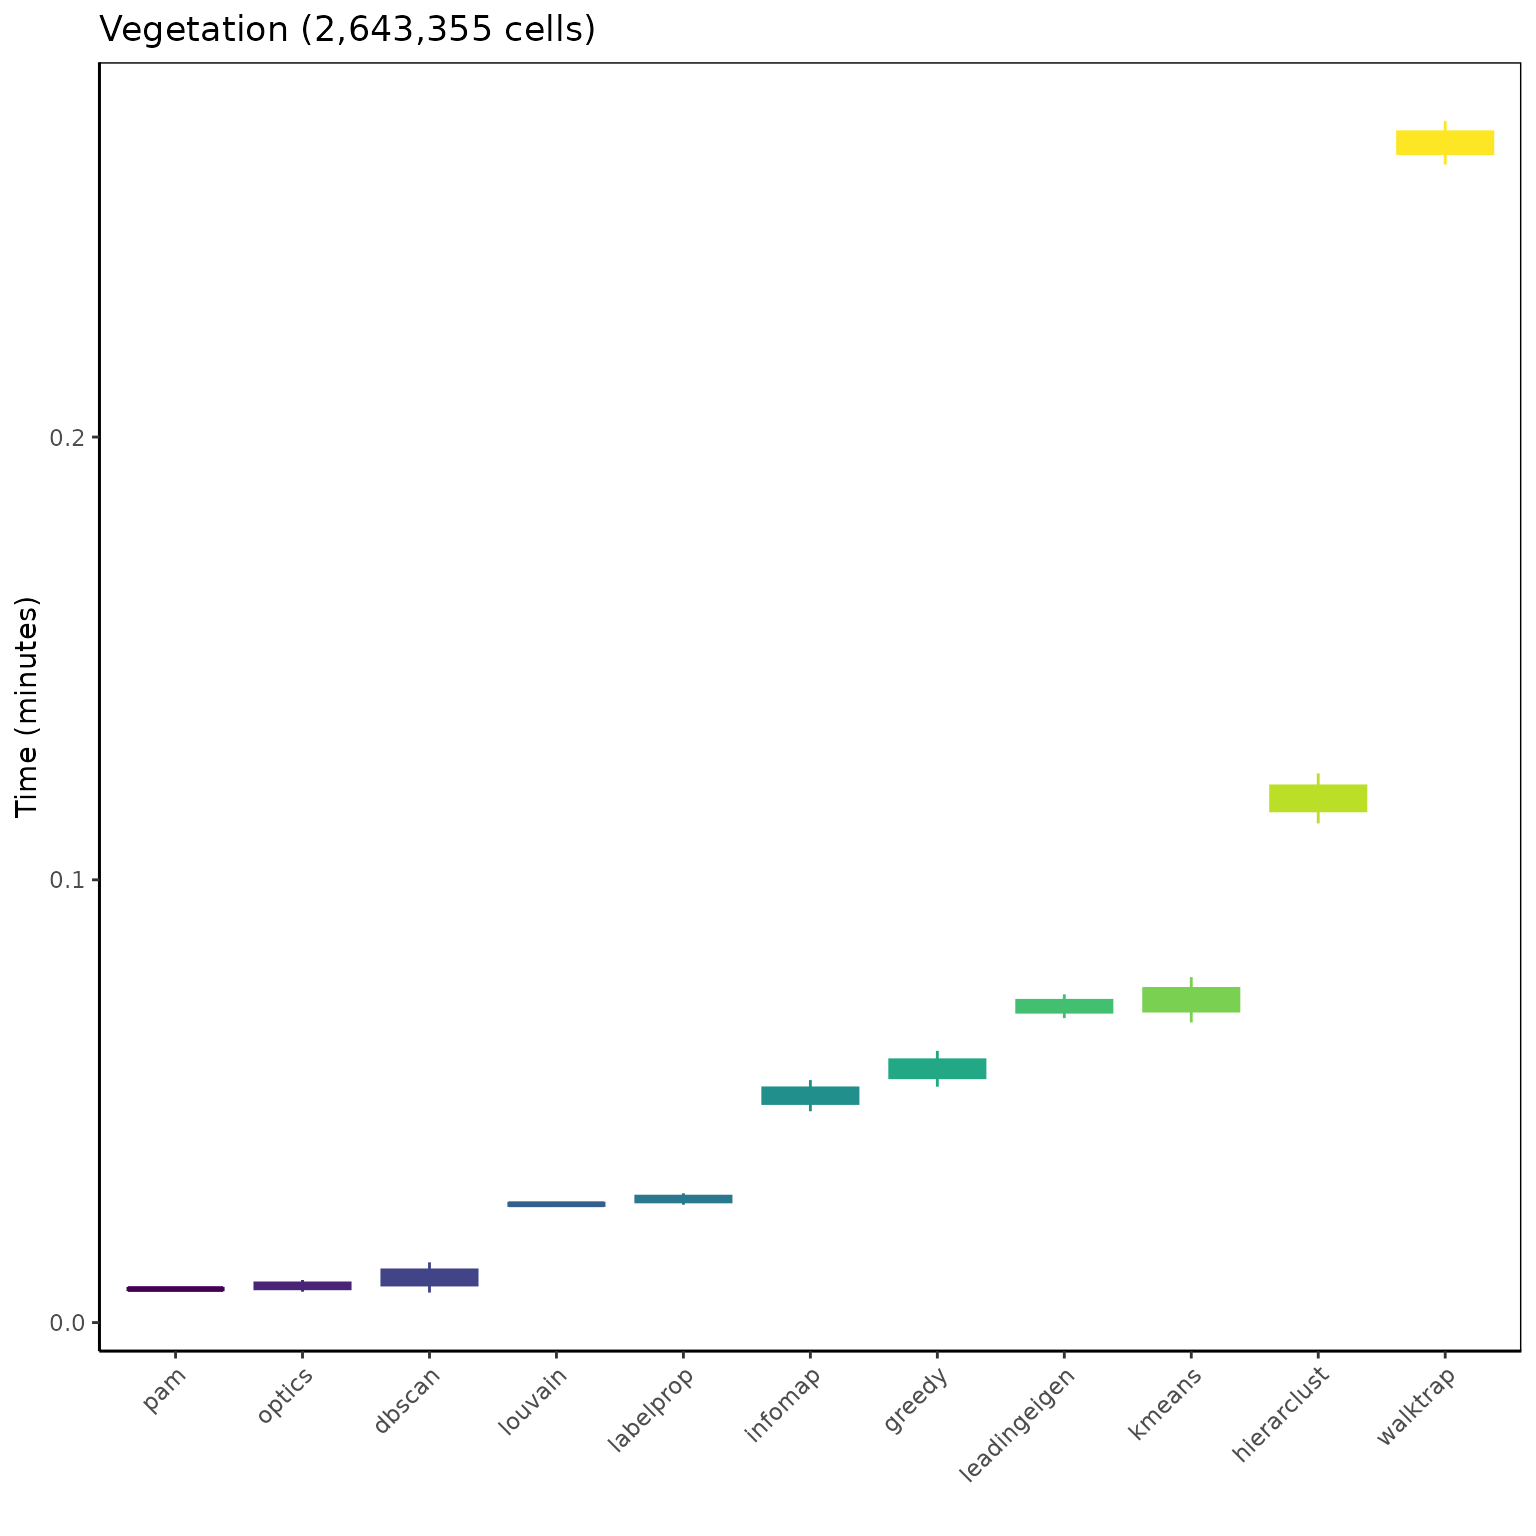 Vegetation (2,643,355 cells)
Time (minutes)
0.2
0.1
0.0
pam
optics
dbscan
louvain
labelprop
infomap
greedy
leadingeigen
kmeans
hierarclust
walktrap